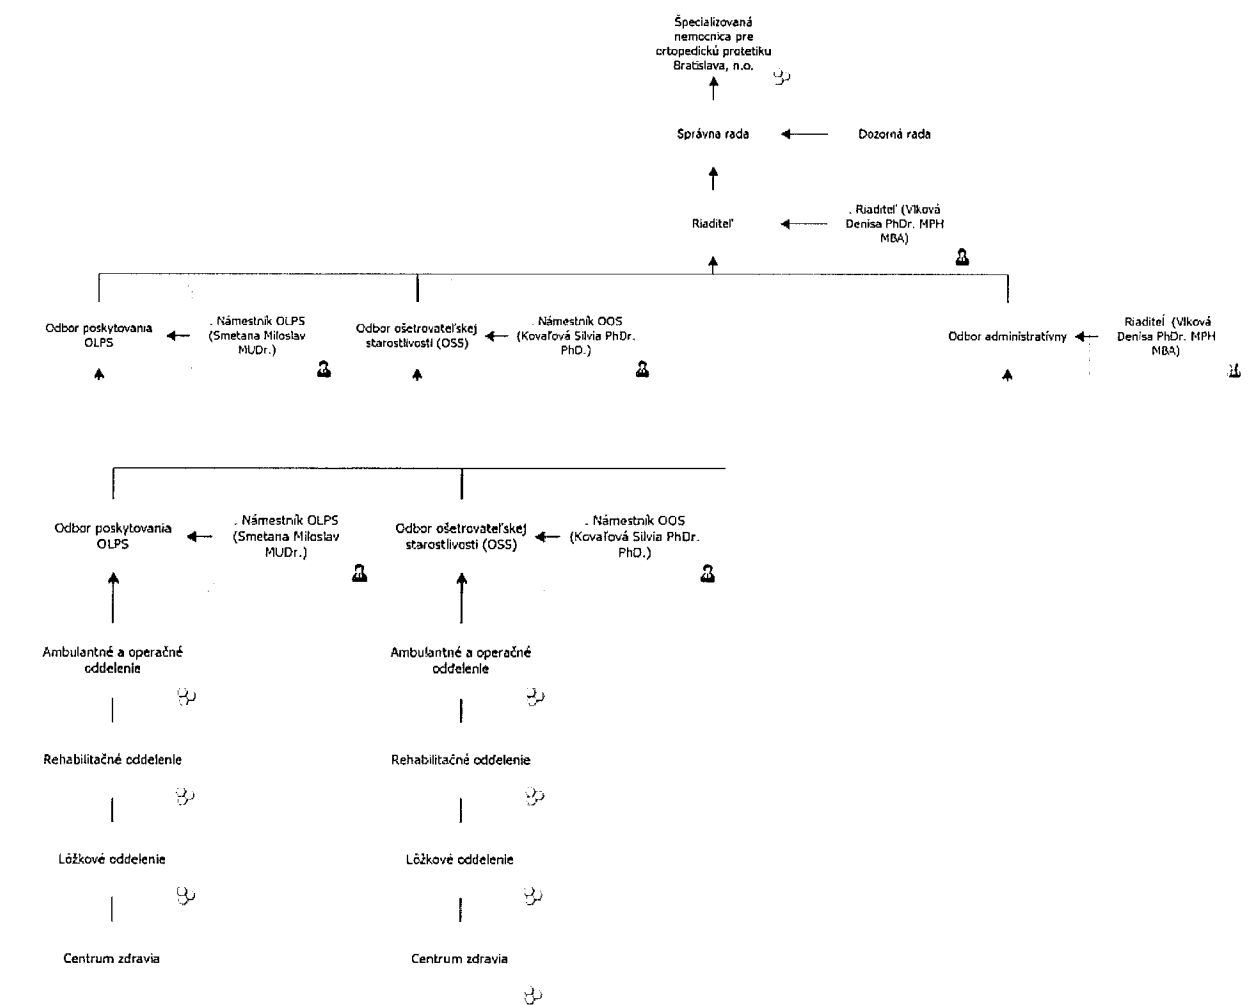 Špecializovaná
nemocnica pre
ortopedickú protetiku
Bratislava, n.o.
Správna rada
Dozorná rada
Riaditeľ
. Riaditeľ (Vlková
Denisa PhDr. MPH
MBA)
Odbor poskytovania
OLPS
. Námestník OLPS
(Smetana Miloslav
MUDr.)
Odbor ošetrovateľskej
starostlivosti (OSS)
. Námestník OOS
(Kovaľová Silvia PhDr.
PhD.)
Odbor administratívny
Riaditeľ (Vlková
Denisa PhDr. MPH
MBA)
Odbor poskytovania
OLPS
. Námestník OLPS
(Smetana Miloslav
MUDr.)
Odbor ošetrovateľskej
starostlivosti (OSS)
. Námestník OOS
(Kovaľová Silvia PhDr.
PhD.)
Ambulantné a operačné
oddelenie
Ambulantné a operačné
oddelenie
Rehabilitačné oddelenie
Rehabilitačné oddelenie
Lôžkové oddelenie
Lôžkové oddelenie
Centrum zdravia
Centrum zdravia